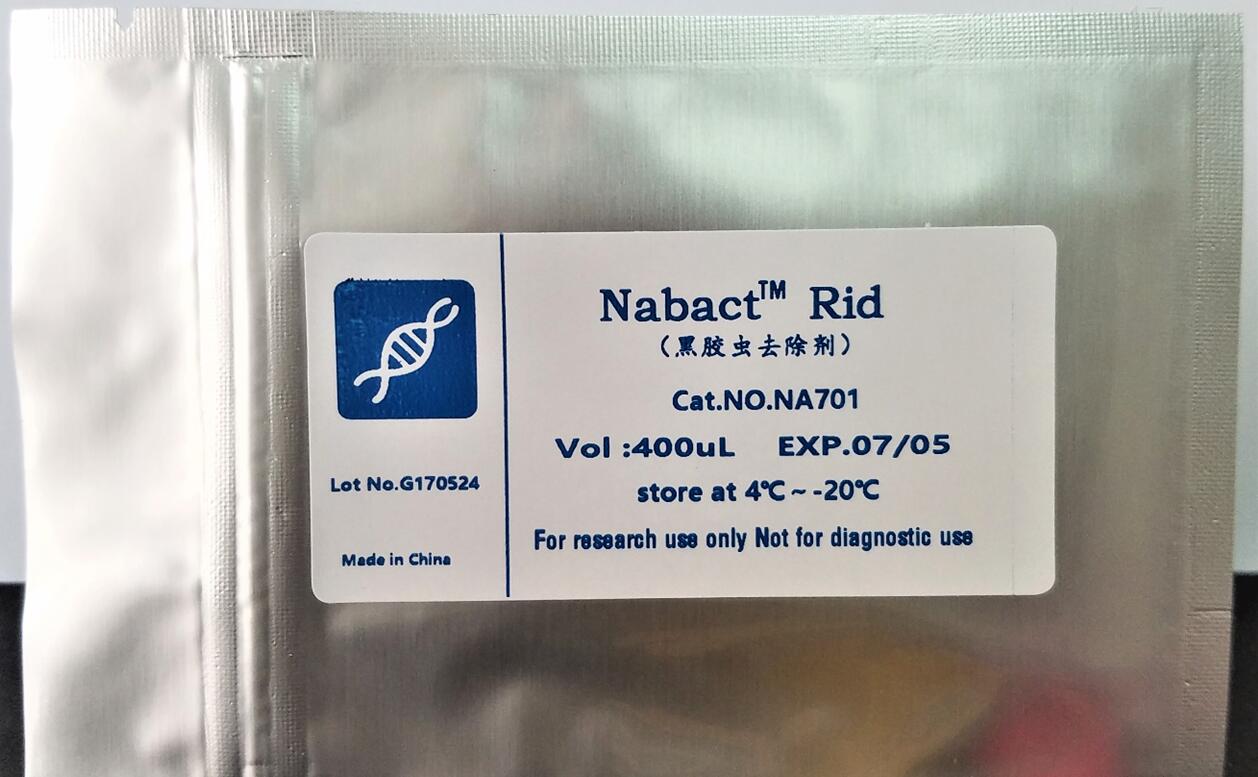 Nabact™ Rid
（黑胶虫去除剂）
Cat.NO.NA701
Vol :400uL EXP.07/05
store at 4℃~-20℃
For research use only Not for diagnostic use
Lot No.G170524
Made in China